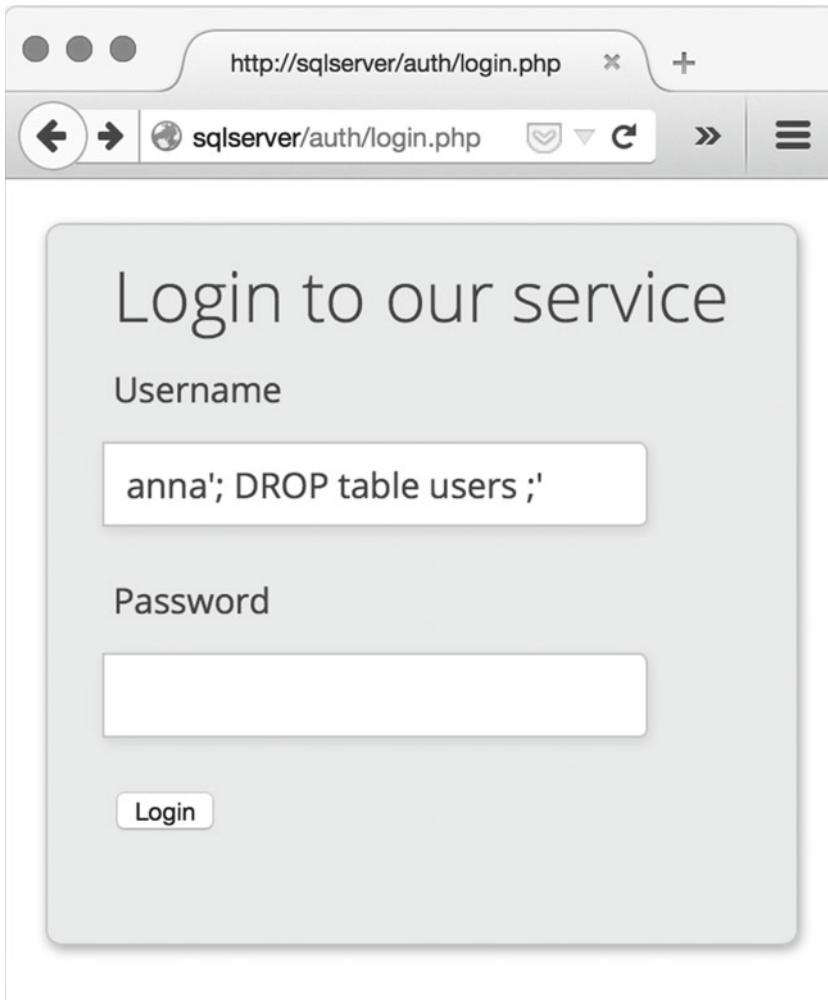 http://sqlserver/auth/login.php
sqlserver/auth/login.php
Login to our service
Username
anna'; DROP table users ;'
Password
Login